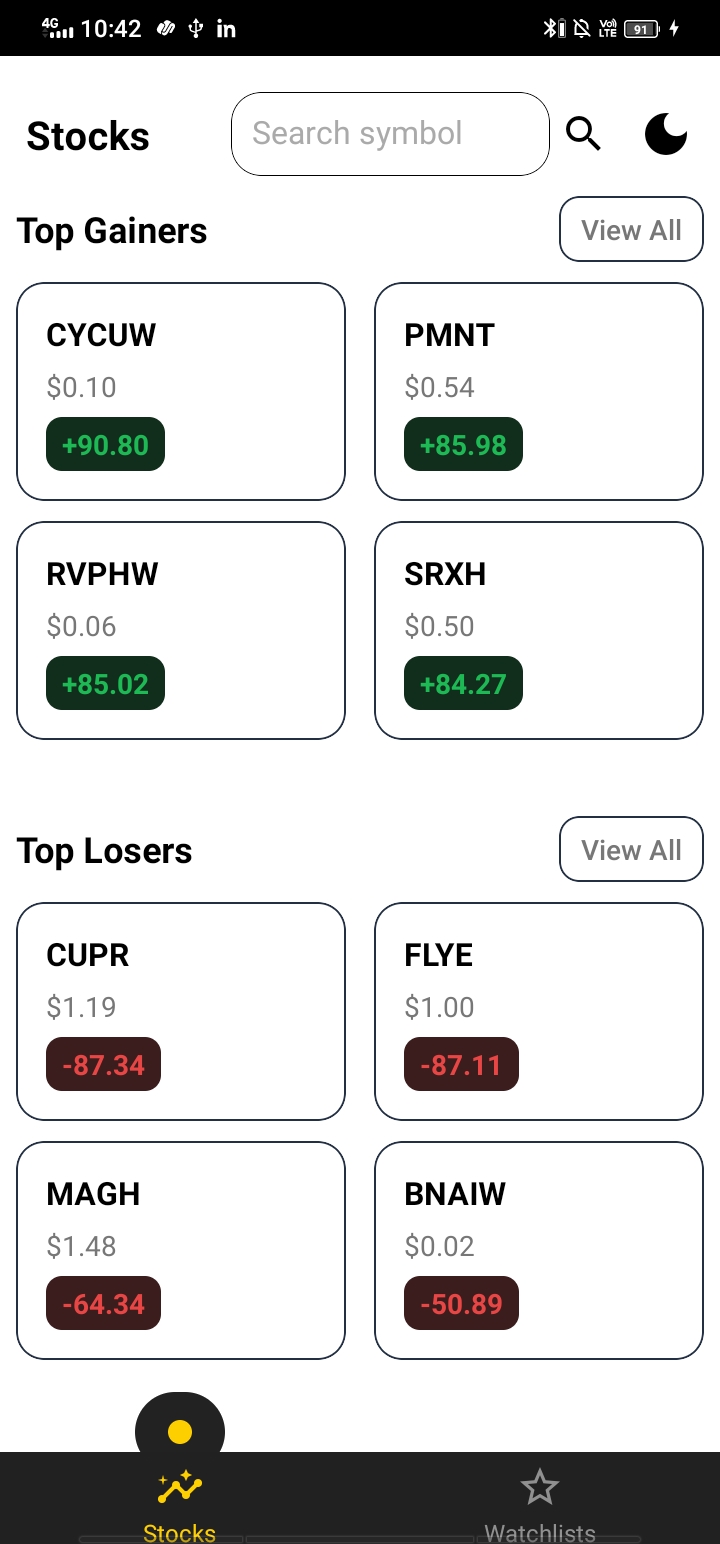 4G 10:42 in Vo) LTE 91
Stocks Search symbol
Top Gainers View All
CYCUW PMNT
$0.10 $0.54
+90.80 +85.98
RVPHW SRXH
$0.06 $0.50
+85.02 +84.27
Top Losers View All
CUPR FLYE
$1.19 $1.00
-87.34 -87.11
MAGH BNAIW
$1.48 $0.02
-64.34 -50.89
Stocks Watchlists